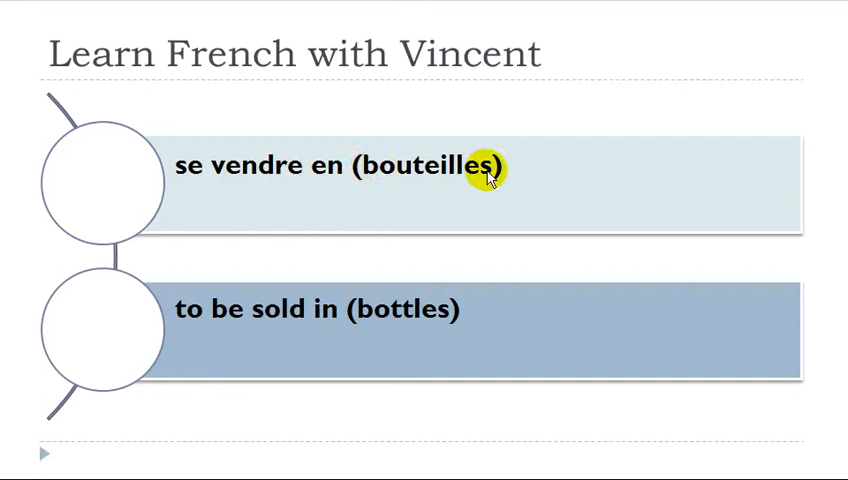 Learn French with Vincent
se vendre en (bouteilles)
to be sold in (bottles)